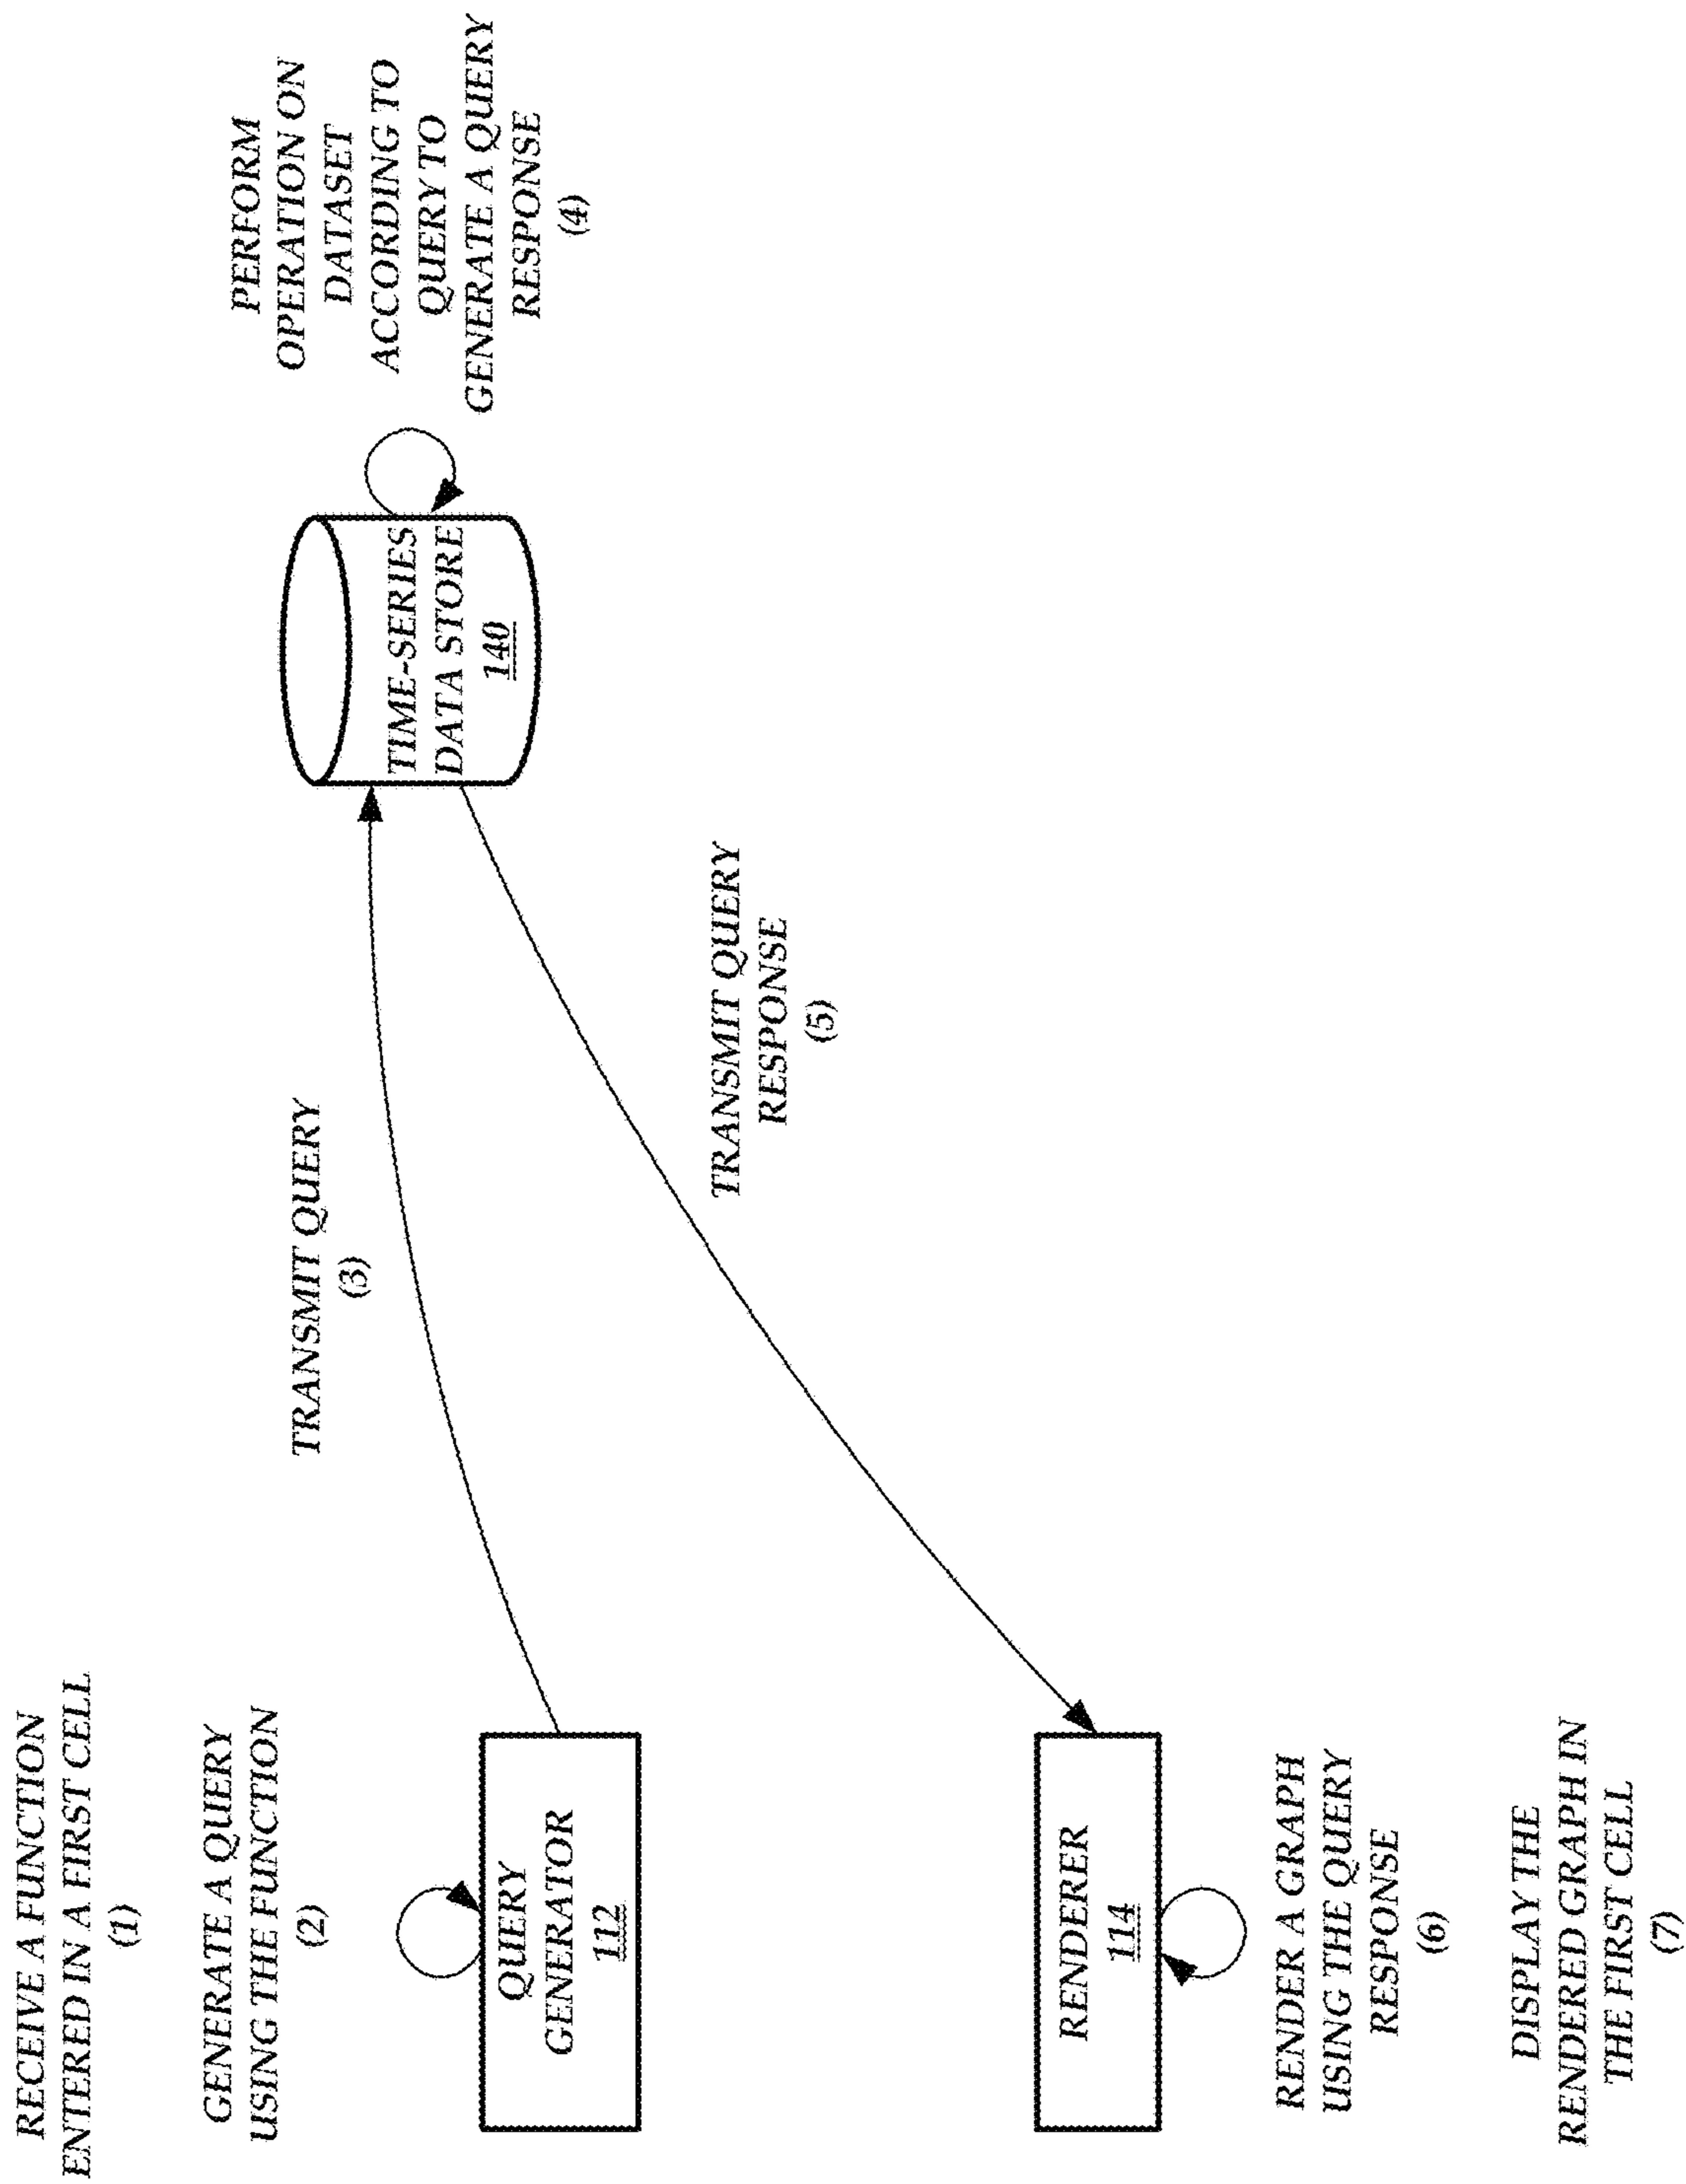 RECEIVE A FUNCTION
ENTERED IN A FIRST CELL
(1)
GENERATE A QUERY
USING THE FUNCTION
(2)
QUERY
GENERATOR
112
TRANSMIT QUERY
(3)
TIME-SERIES
DATA STORE
140
PERFORM
OPERATION ON
DATASET
ACCORDING TO
QUERY TO
GENERATE A QUERY
RESPONSE
(4)
TRANSMIT QUERY
RESPONSE
(5)
RENDERER
114
RENDER A GRAPH
USING THE QUERY
RESPONSE
(6)
DISPLAY THE
RENDERED GRAPH IN
THE FIRST CELL
(7)